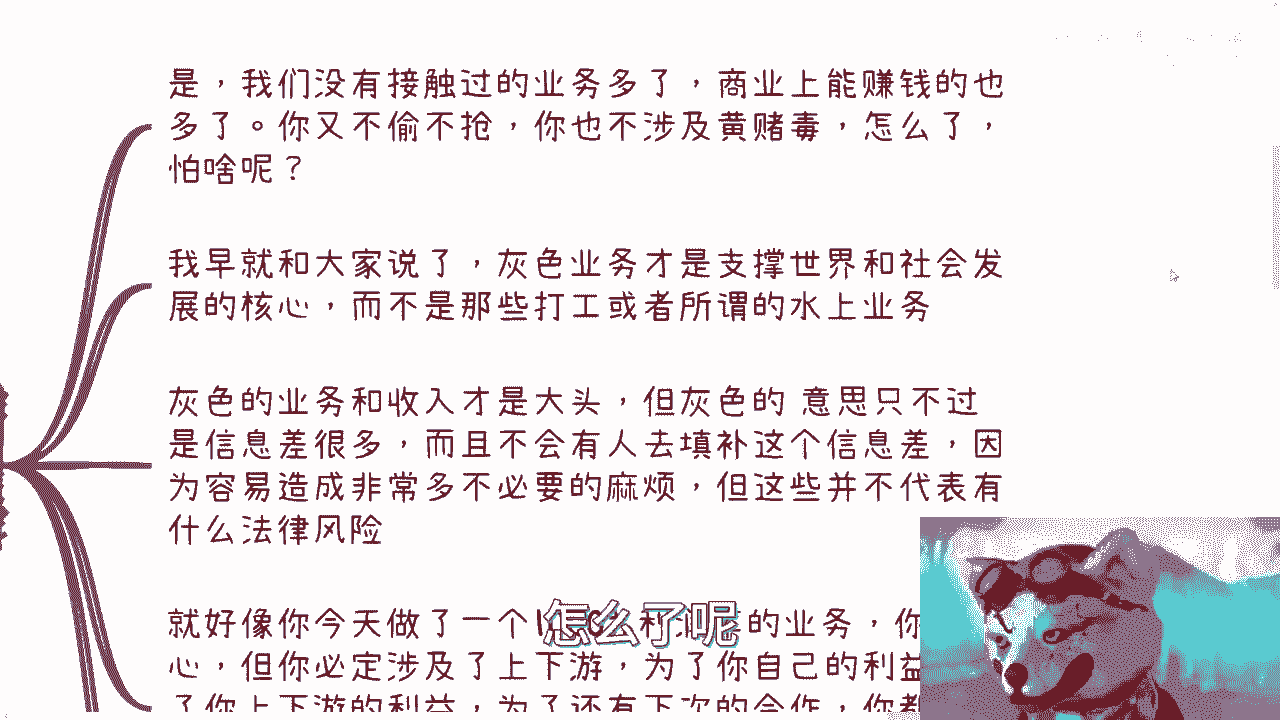 是，我们没有接触过的业务多了，商业上能赚钱的也
多了。你又不偷不抢，你也不涉及黄赌毒，怎么了，
怕啥呢？
我早就和大家说了，灰色业务才是支撑世界和社会发
展的核心，而不是那些打工或者所谓的水上业务
灰色的业务和收入才是大头，但灰色的 意思只不过
是信息差很多，而且不会有人去填补这个信息差，因
为容易造成非常多不必要的麻烦，但这些并不代表有
什么法律风险
就好像你今天做了一个
的业务，你
怎么了呢
心，但你必定涉及了上下游，为了你自己的利益
了你上下游的利益，为了还有下次的合作，你都